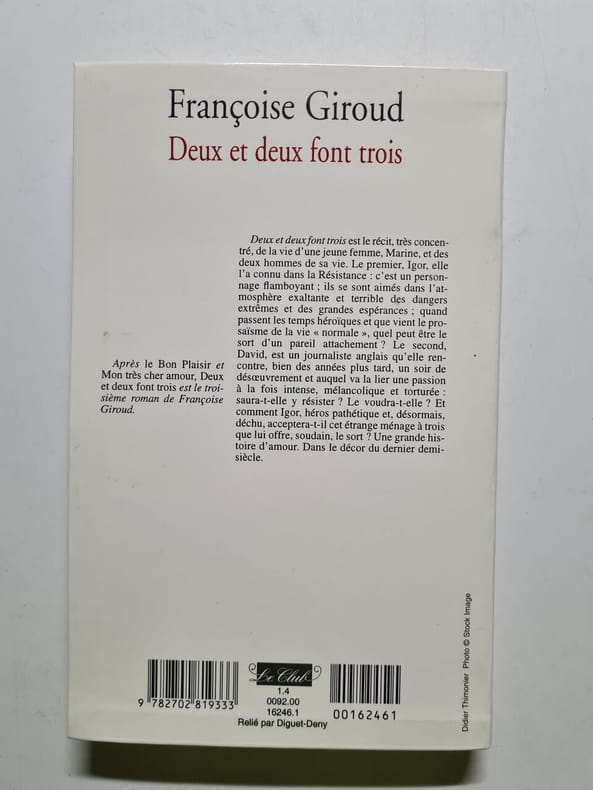 Françoise Giroud
Deux et deux font trois
Deux et deux font trois est le récit, très concen-
tré, de la vie d'une jeune femme, Marine, et des
deux hommes de sa vie. Le premier, Igor, elle
l'a connu dans la Résistance : c'est un person-
nage flamboyant ; ils se sont aimés dans l'at-
mosphère exaltante et terrible des dangers
extrêmes et des grandes espérances ; quand
passent les temps héroïques et que vient le pro-
saïsme de la vie « normale », quel peut être le
sort d'un pareil attachement ? Le second,
David, est un journaliste anglais qu'elle ren-
contre, bien des années plus tard, un soir de
désœuvrement et auquel va la lier une passion
à la fois intense, mélancolique et torturée :
saura-t-elle y résister ? Le voudra-t-elle ? Et
comment Igor, héros pathétique et, désormais,
déchu, acceptera-t-il cet étrange ménage à trois
que lui offre, soudain, le sort ? Une grande his-
toire d'amour. Dans le décor du dernier demi-
siècle.
Après le Bon Plaisir et
Mon très cher amour, Deux
et deux font trois est le troi-
sième roman de Françoise
Giroud.
Didier Thimonier Photo © Stock Image
9 782702 819333
Le Club
1.4
0092.00
16246.1
Relié par Diguet-Deny
00162461